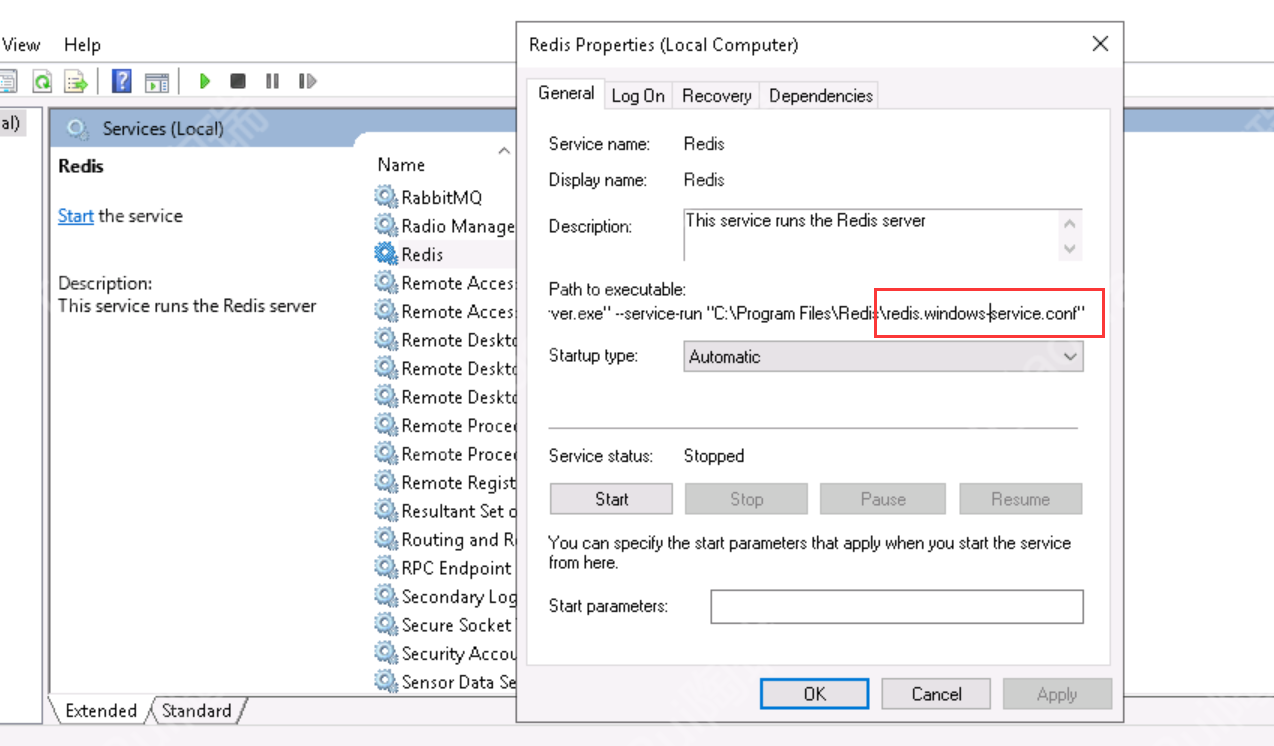 View Help
al)
Services (Local)
Redis
Start the service
Description:
This service runs the Redis server
Name
RabbitMQ
Radio Manage
Redis
Remote Acces
Remote Acces
Remote Deskto
Remote Deskto
Remote Deskto
Remote Proce
Remote Proce
Remote Regist
Resultant Set o
Routing and R
RPC Endpoint
Secondary Log
Secure Socket
Security Accou
Sensor Data Se
Extended Standard
Redis Properties (Local Computer)
General Log On Recovery Dependencies
Service name: Redis
Display name: Redis
Description: This service runs the Redis server
Path to executable:
ver.exe" --service-run "C:\Program Files\Redis\redis.windows-service.conf"
Startup type: Automatic
Service status: Stopped
Start Stop Pause Resume
You can specify the start parameters that apply when you start the service
from here.
Start parameters:
OK Cancel Apply